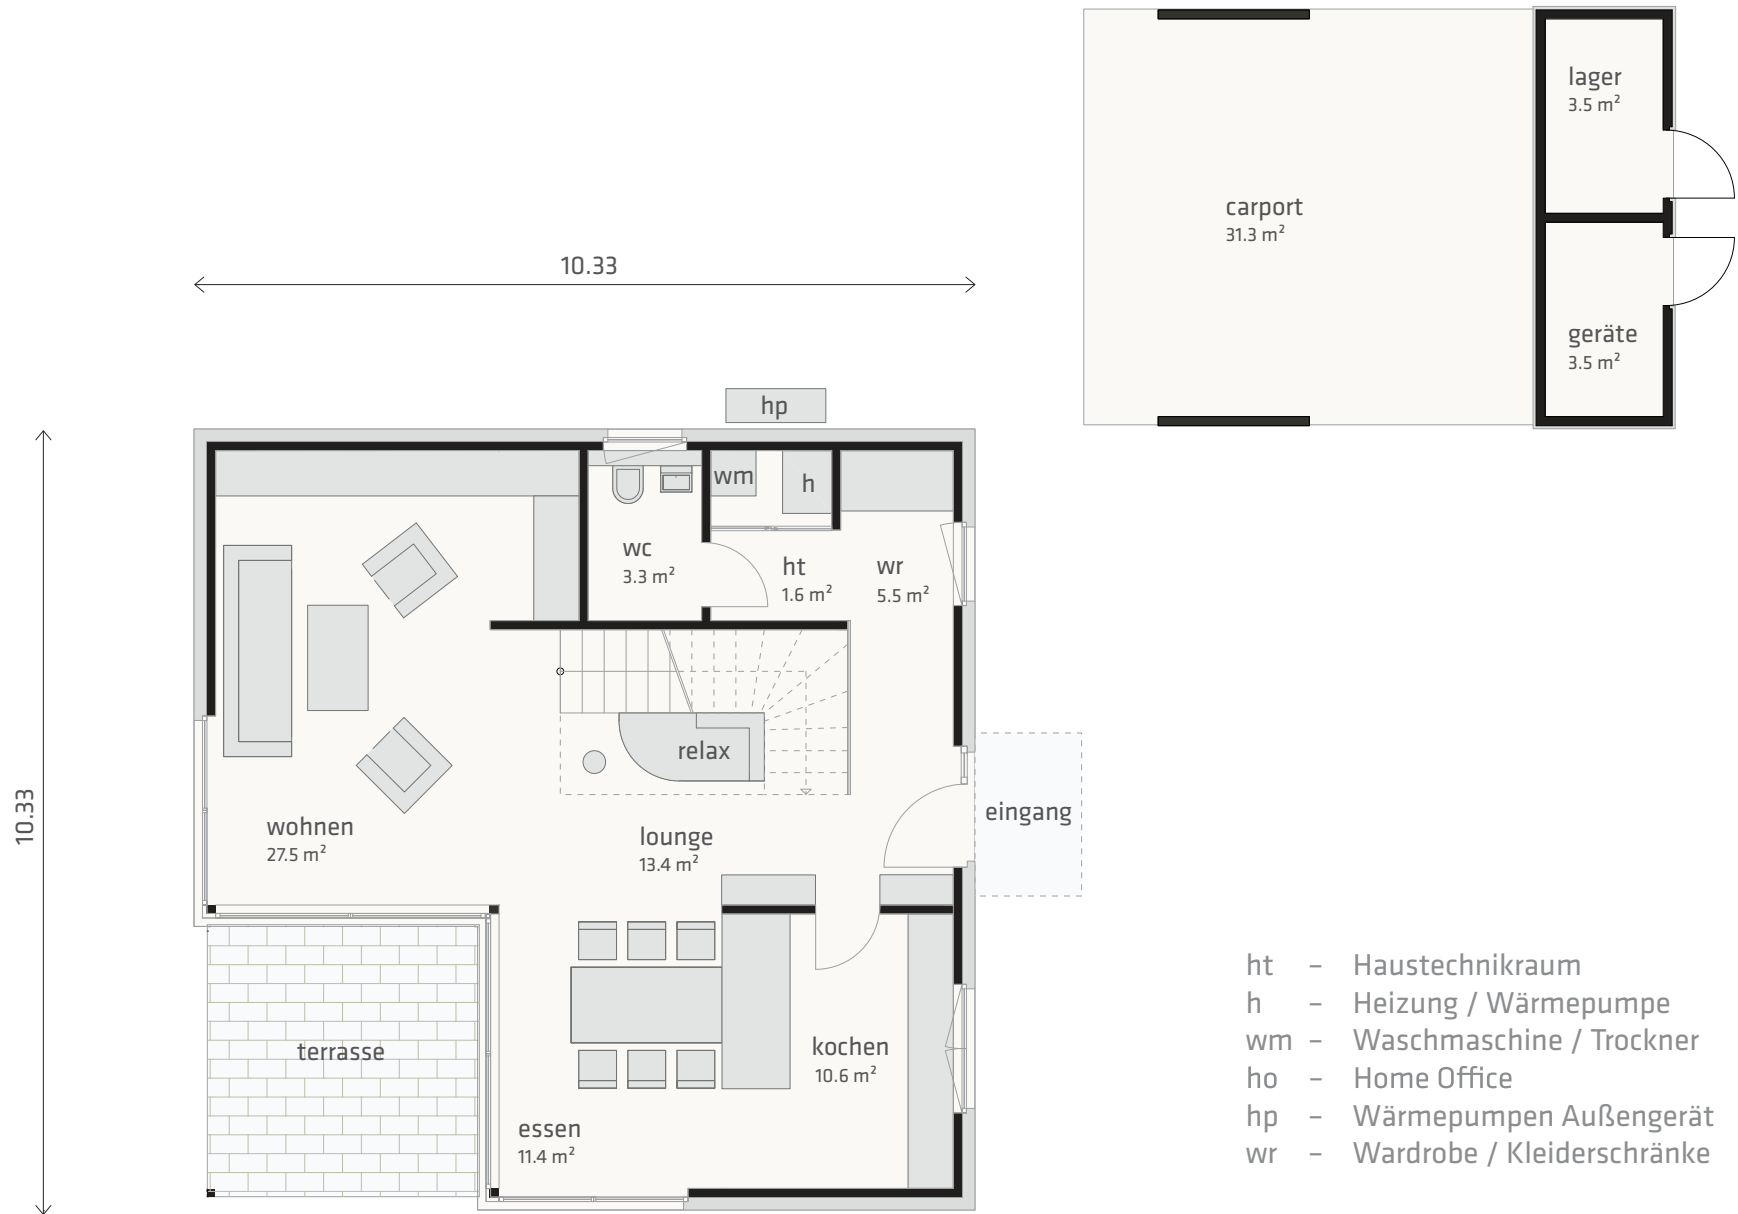 lager
3.5 m²
carport
31.3 m²
geräte
3.5 m²
10.33
10.33
hp
wm
h
wc
3.3 m²
ht
1.6 m²
wr
5.5 m²
relax
eingang
wohnen
27.5 m²
lounge
13.4 m²
terrasse
kochen
10.6 m²
essen
11.4 m²
ht – Haustechnikraum
h – Heizung / Wärmepumpe
wm – Waschmaschine / Trockner
ho – Home Office
hp – Wärmepumpen Außengerät
wr – Wardrobe / Kleiderschränke